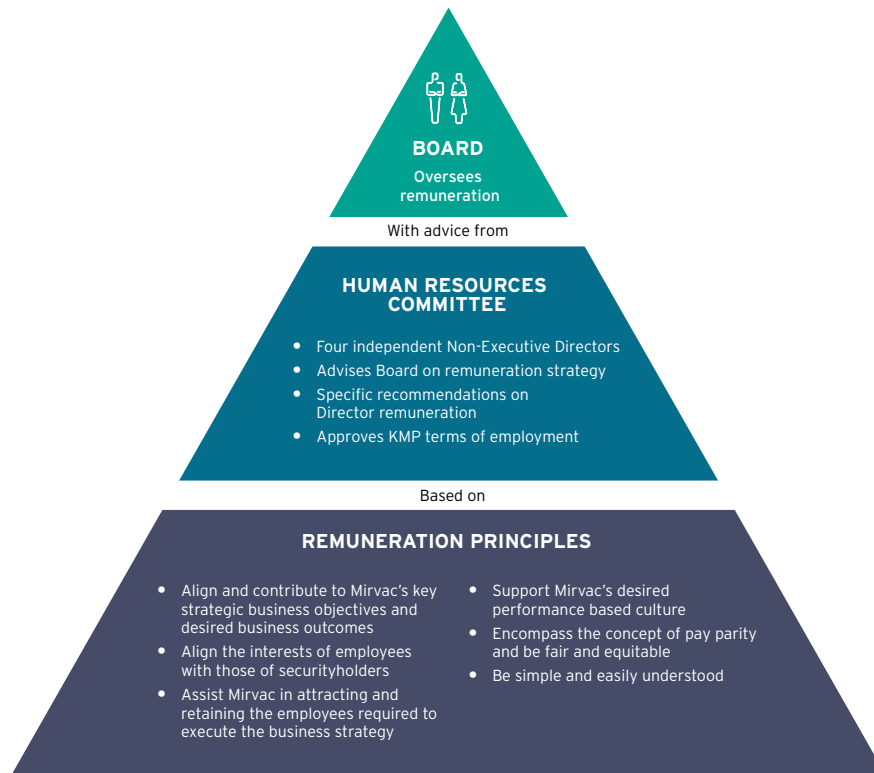 BOARD
Oversees
remuneration
With advice from
HUMAN RESOURCES
COMMITTEE
• Four independent Non-Executive Directors
• Advises Board on remuneration strategy
• Specific recommendations on
Director remuneration
• Approves KMP terms of employment
Based on
REMUNERATION PRINCIPLES
• Align and contribute to Mirvac's key
strategic business objectives and
desired business outcomes
• Align the interests of employees
with those of securityholders
• Assist Mirvac in attracting and
retaining the employees required to
execute the business strategy
• Support Mirvac's desired
performance based culture
• Encompass the concept of pay parity
and be fair and equitable
• Be simple and easily understood